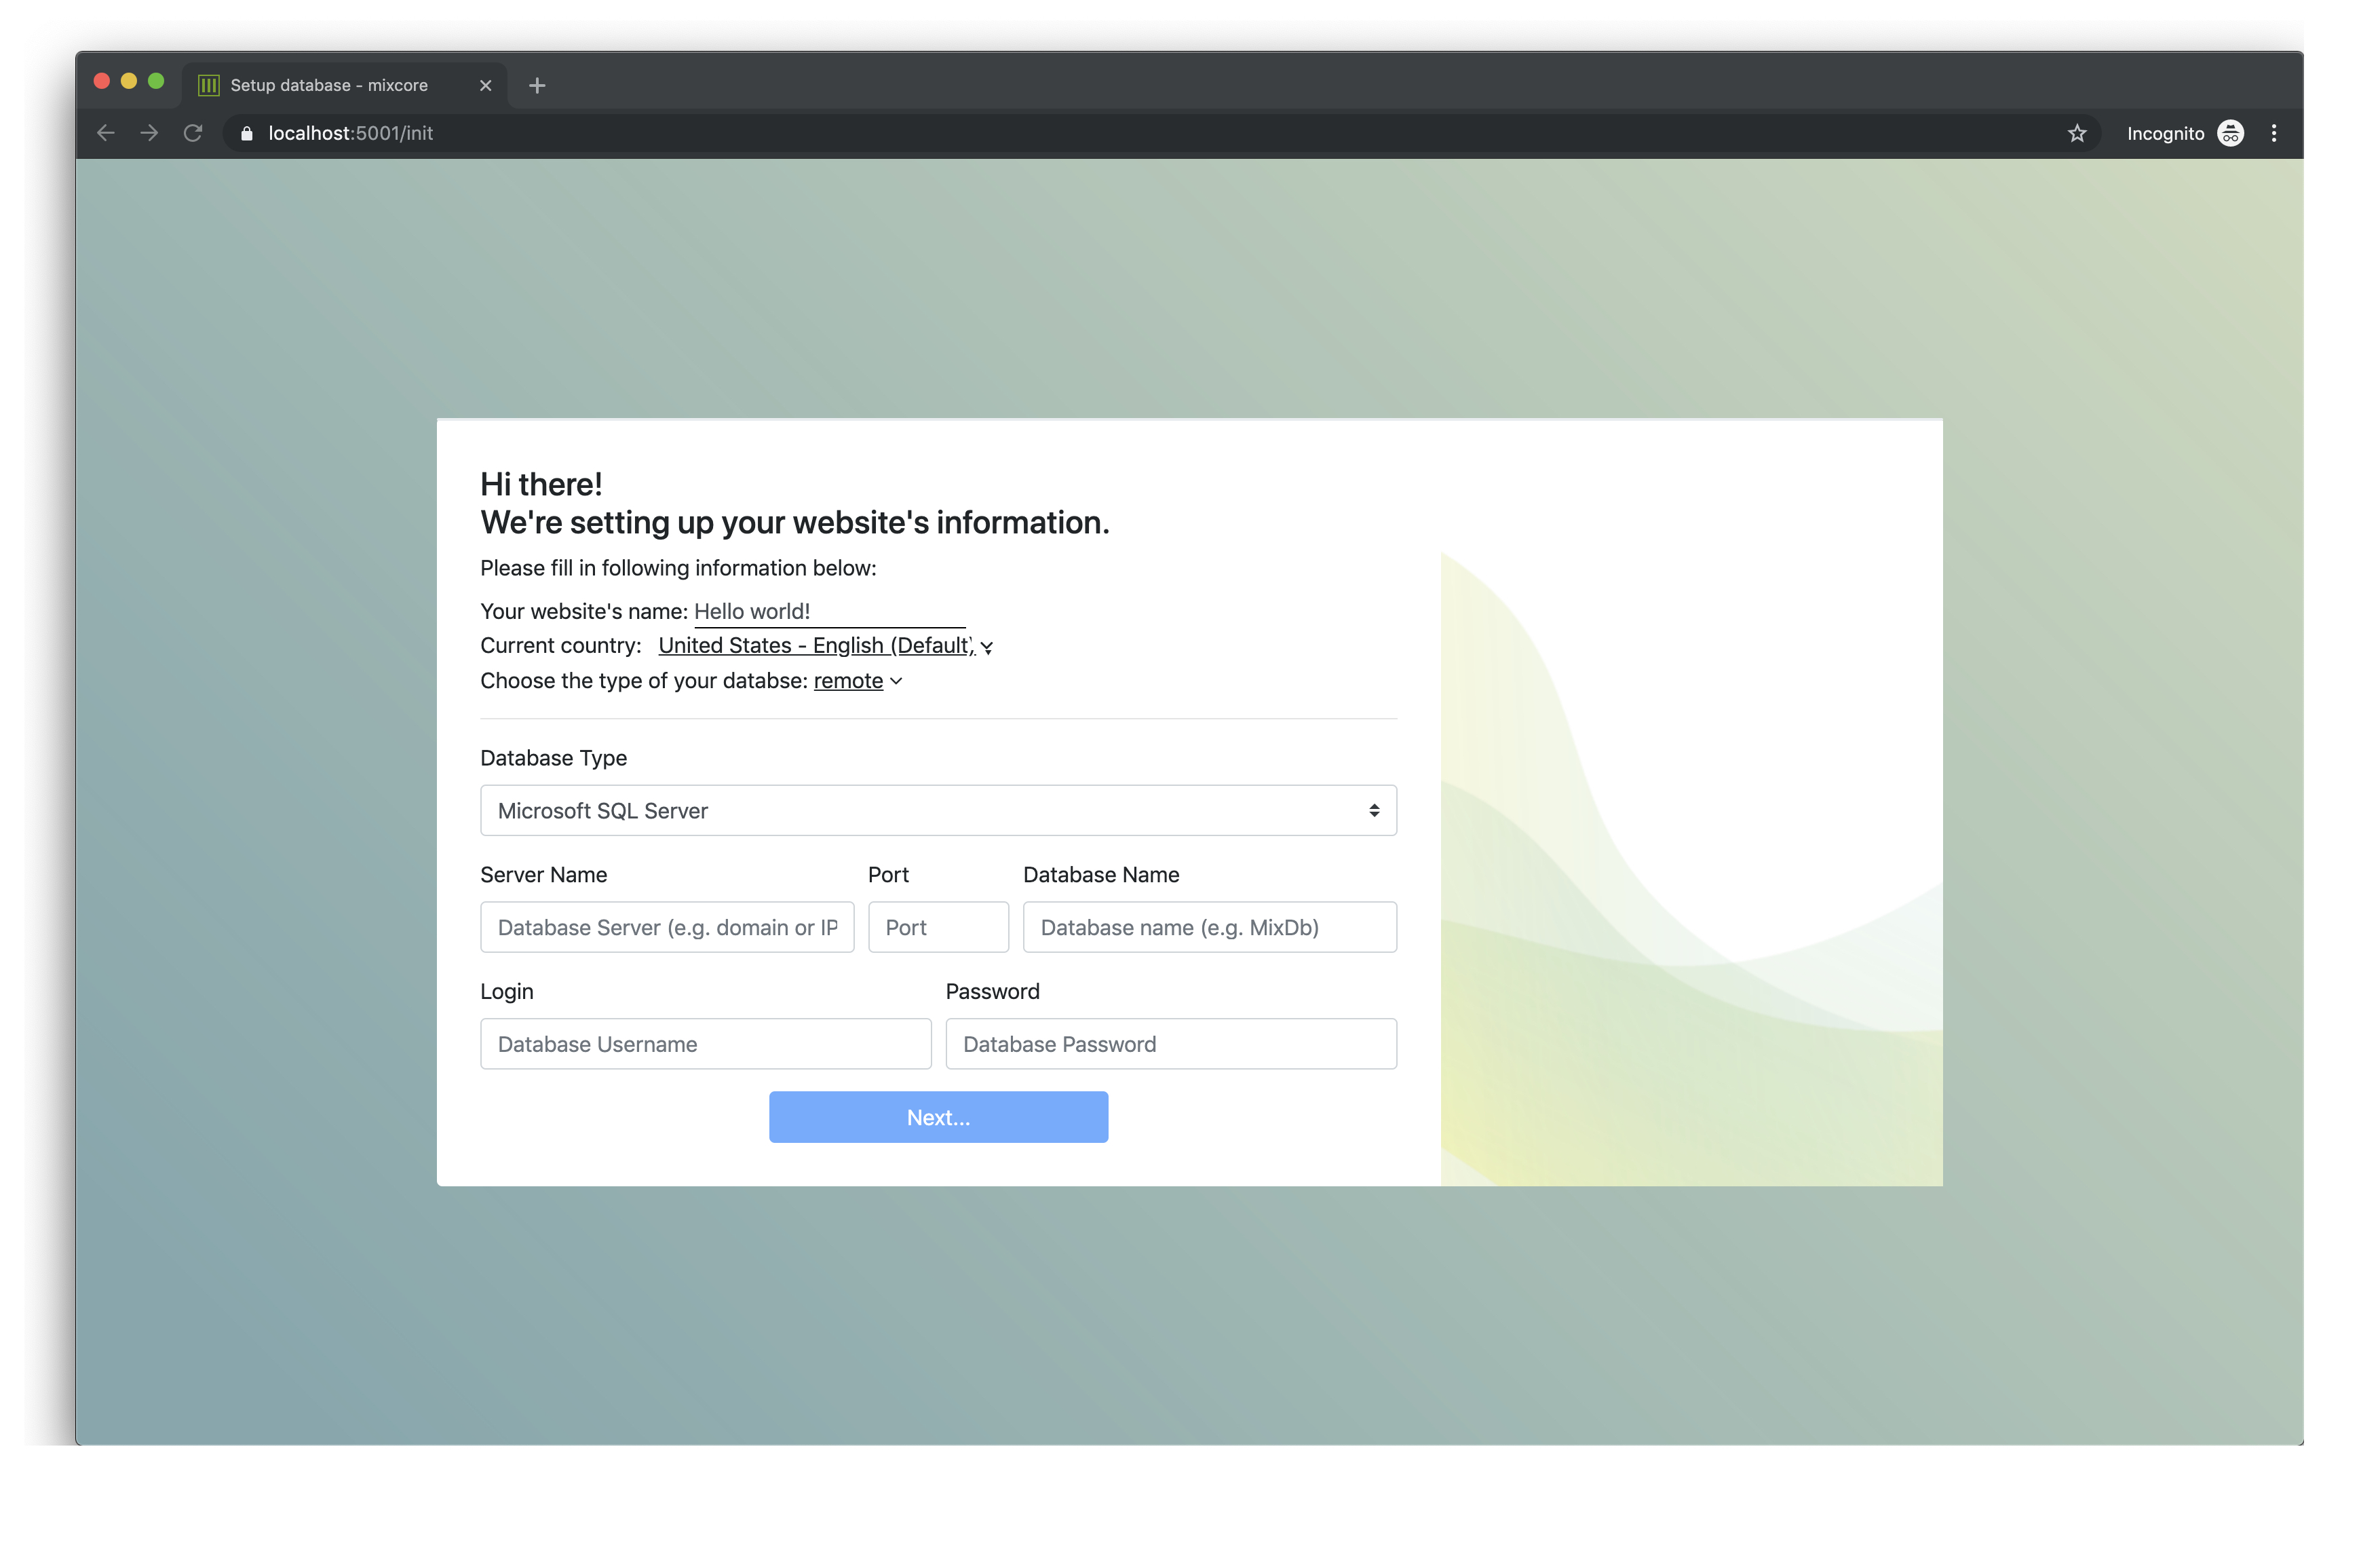 Setup database - mixcore
localhost:5001/init
Incognito
Hi there!
We're setting up your website's information.
Please fill in following information below:
Your website's name: Hello world!
Current country: United States - English (Default)
Choose the type of your databse: remote
Database Type
Microsoft SQL Server
Server Name Port Database Name
Database Server (e.g. domain or IP Port Database name (e.g. MixDb)
Login Password
Database Username Database Password
Next...